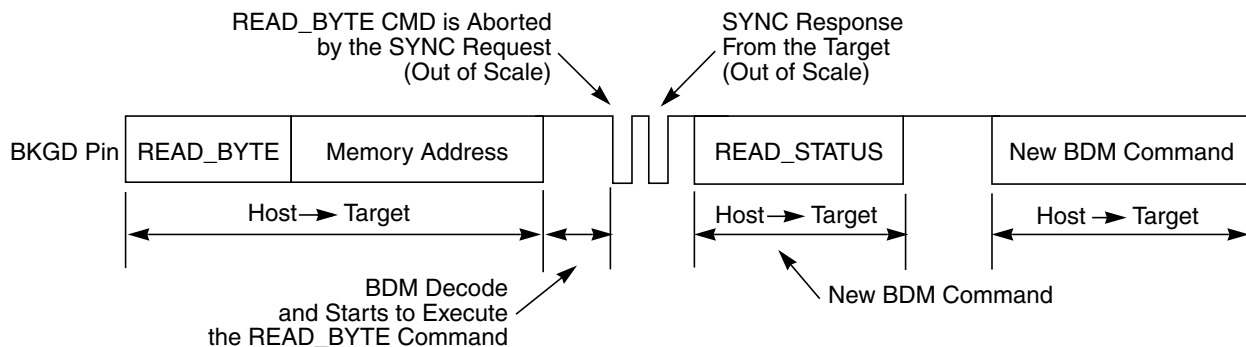 READ_BYTE CMD is Aborted
by the SYNC Request
(Out of Scale)
SYNC Response
From the Target
(Out of Scale)
BKGD Pin
READ_BYTE
Memory Address
READ_STATUS
New BDM Command
Host → Target
Host → Target
Host → Target
BDM Decode
and Starts to Execute
the READ_BYTE Command
New BDM Command